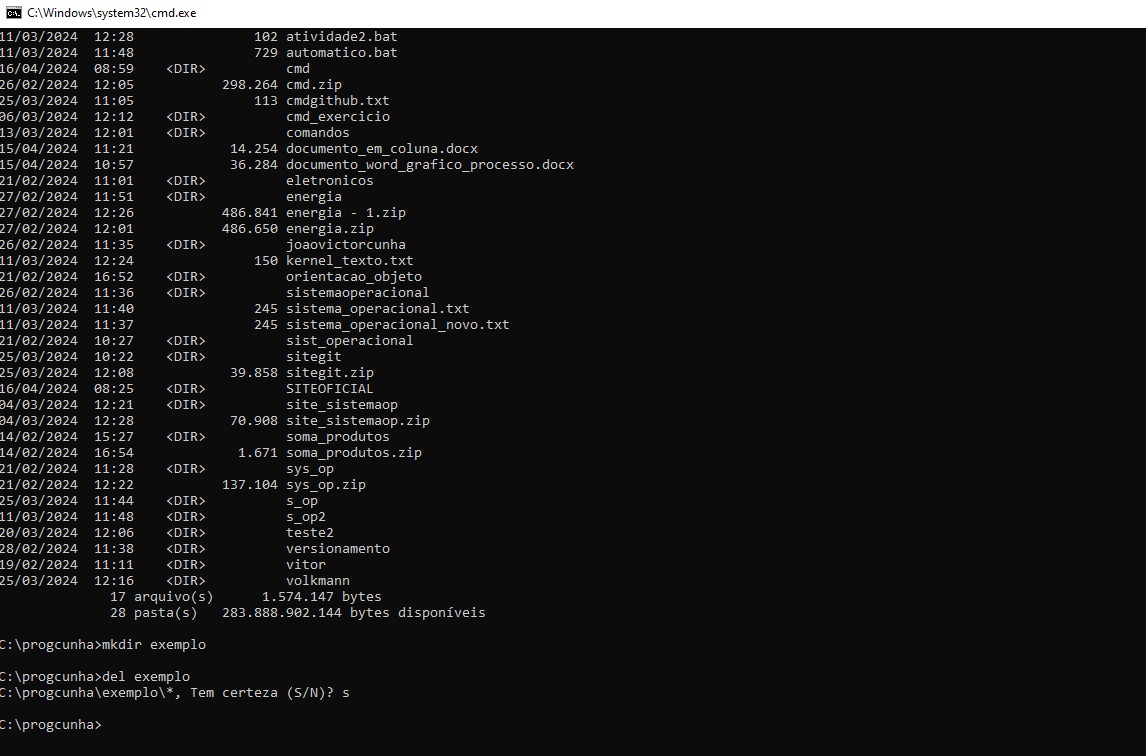 C:\Windows\system32\cmd.exe
11/03/2024  12:28               102 atividade2.bat
11/03/2024  11:48               729 automatico.bat
16/04/2024  08:59    <DIR>          cmd
26/02/2024  12:05           298.264 cmd.zip
25/03/2024  11:05               113 cmdgithub.txt
06/03/2024  12:12    <DIR>          cmd_exercicio
13/03/2024  12:01    <DIR>          comandos
15/04/2024  11:21            14.254 documento_em_coluna.docx
15/04/2024  10:57            36.284 documento_word_grafico_processo.docx
21/02/2024  11:01    <DIR>          eletronicos
27/02/2024  11:51    <DIR>          energia
27/02/2024  12:26           486.841 energia - 1.zip
27/02/2024  12:01           486.650 energia.zip
26/02/2024  11:35    <DIR>          joaovictorcunha
11/03/2024  12:24               150 kernel_texto.txt
21/02/2024  16:52    <DIR>          orientacao_objeto
26/02/2024  11:36    <DIR>          sistemaoperacional
11/03/2024  11:40               245 sistema_operacional.txt
11/03/2024  11:37               245 sistema_operacional_novo.txt
21/02/2024  10:27    <DIR>          sist_operacional
25/03/2024  10:22    <DIR>          sitegit
25/03/2024  12:08            39.858 sitegit.zip
16/04/2024  08:25    <DIR>          SITEOFICIAL
04/03/2024  12:21    <DIR>          site_sistemaop
04/03/2024  12:28            70.908 site_sistemaop.zip
14/02/2024  15:27    <DIR>          soma_produtos
14/02/2024  16:54             1.671 soma_produtos.zip
21/02/2024  11:28    <DIR>          sys_op
21/02/2024  12:22           137.104 sys_op.zip
25/03/2024  11:44    <DIR>          s_op
11/03/2024  11:48    <DIR>          s_op2
20/03/2024  12:06    <DIR>          teste2
28/02/2024  11:38    <DIR>          versionamento
19/02/2024  11:11    <DIR>          vitor
25/03/2024  12:16    <DIR>          volkmann
17 arquivo(s)      1.574.147 bytes
28 pasta(s)   283.888.902.144 bytes disponíveis
C:\progcunha>mkdir exemplo
C:\progcunha>del exemplo
C:\progcunha\exemplo\*, Tem certeza (S/N)? s
C:\progcunha>